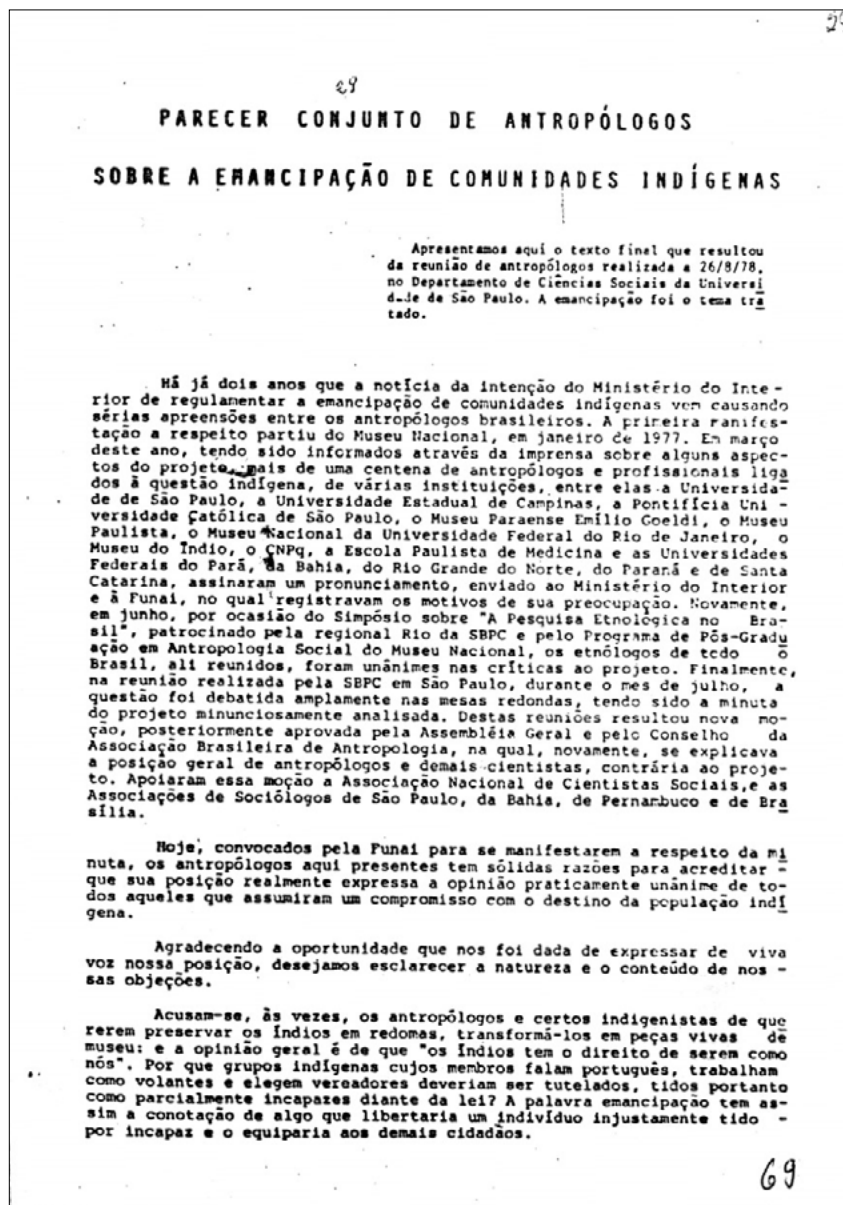 29
PARECER CONJUNTO DE ANTROPÓLOGOS
SOBRE A EMANCIPAÇÃO DE COMUNIDADES INDÍGENAS
Apresentamos aqui o texto final que resultou
da reunião de antropólogos realizada a 26/8/78,
no Departamento de Ciências Sociais da Universi
dade de São Paulo. A emancipação foi o tema tra
tado.
Há já dois anos que a notícia da intenção do Ministério do Inte-
rior de regulamentar a emancipação de comunidades indígenas vem causando
sérias apreensões entre os antropólogos brasileiros. A primeira manifes-
tação a respeito partiu do Museu Nacional, em janeiro de 1977. Em março
deste ano, tendo sido informados através da imprensa sobre alguns aspec-
tos do projeto, mais de uma centena de antropólogos e profissionais liga
dos à questão indígena, de várias instituições, entre elas a Universida-
de de São Paulo, a Universidade Estadual de Campinas, a Pontifícia Uni -
versidade Católica de São Paulo, o Museu Paraense Emílio Goeldi, o Museu
Paulista, o Museu Nacional da Universidade Federal do Rio de Janeiro, o
Museu do Índio, o CNPq, a Escola Paulista de Medicina e as Universidades
Federais do Pará, da Bahia, do Rio Grande do Norte, do Paraná e de Santa
Catarina, assinaram um pronunciamento, enviado ao Ministério do Interior
e à Funai, no qual registravam os motivos de sua preocupação. Novamente,
em junho, por ocasião do Simpósio sobre "A Pesquisa Etnológica no Bra-
sil", patrocinado pela regional Rio da SBPC e pelo Programa de Pós-Gradu
ação em Antropologia Social do Museu Nacional, os etnólogos de todo o
Brasil, ali reunidos, foram unânimes nas críticas ao projeto. Finalmente,
na reunião realizada pela SBPC em São Paulo, durante o mes de julho, a
questão foi debatida amplamente nas mesas redondas, tendo sido a minuta
do projeto minunciosamente analisada. Destas reuniões resultou nova mo-
ção, posteriormente aprovada pela Assembléia Geral e pelo Conselho da
Associação Brasileira de Antropologia, na qual, novamente, se explicava
a posição geral de antropólogos e demais cientistas, contrária ao proje-
to. Apoiaram essa moção a Associação Nacional de Cientistas Sociais,e as
Associações de Sociólogos de São Paulo, da Bahia, de Pernambuco e de Bra
sília.
Hoje, convocados pela Funai para se manifestarem a respeito da mi
nuta, os antropólogos aqui presentes tem sólidas razões para acreditar -
que sua posição realmente expressa a opinião praticamente unânime de to-
dos aqueles que assumiram um compromisso com o destino da população indí
gena.
Agradecendo a oportunidade que nos foi dada de expressar de viva
voz nossa posição, desejamos esclarecer a natureza e o conteúdo de nos -
sas objeções.
Acusam-se, às vezes, os antropólogos e certos indigenistas de que
rerem preservar os Índios em redomas, transformá-los em peças vivas de
museu: e a opinião geral é de que "os Índios tem o direito de serem como
nós". Por que grupos indígenas cujos membros falam português, trabalham
como volantes e elegem vereadores deveriam ser tutelados, tidos portanto
como parcialmente incapazes diante da lei? A palavra emancipação tem as-
sim a conotação de algo que libertaria um indivíduo injustamente tido -
por incapaz e o equiparia aos demais cidadãos.
69